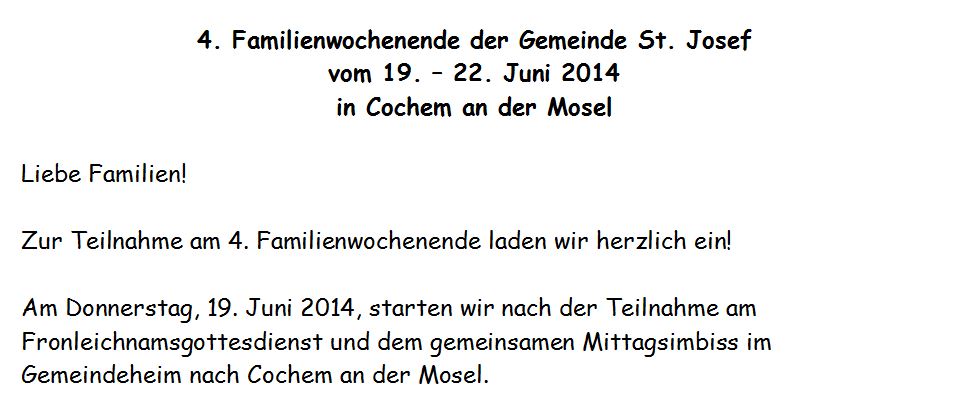 4. Familienwochenende der Gemeinde St. Josef
vom 19. – 22. Juni 2014
in Cochem an der Mosel
Liebe Familien!
Zur Teilnahme am 4. Familienwochenende laden wir herzlich ein!
Am Donnerstag, 19. Juni 2014, starten wir nach der Teilnahme am
Fronleichnamsgottesdienst und dem gemeinsamen Mittagsimbiss im
Gemeindeheim nach Cochem an der Mosel.